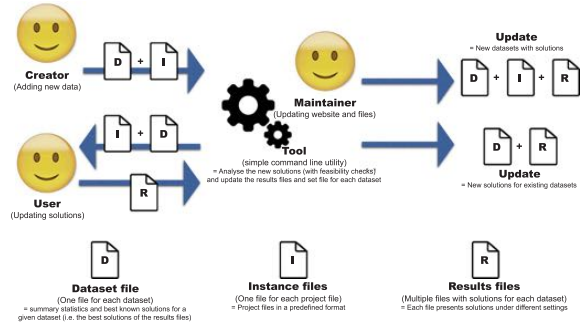 Creator
(Adding new data)
D + I
Maintainer
(Updating website and files)
Update
= New datasets with solutions
D + I + R
I + D
R
User
(Updating solutions)
Tool
(simple command line utility)
= Analyse the new solutions (with feasibility checks)
and update the results files and set file for each dataset
D + R
Update
= New solutions for existing datasets
D
Dataset file
(One file for each dataset)
= summary statistics and best known solutions for a
given dataset (i.e. the best solutions of the results files)
I
Instance files
(One file for each project file)
= Project files in a predefined format
R
Results files
(Multiple files with solutions for each dataset)
= Each file presents solutions under different settings